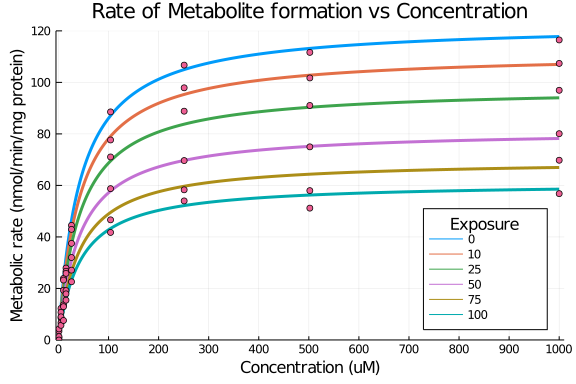 Rate of Metabolite formation vs Concentration
Metabolic rate (nmol/min/mg protein)
120
100
80
60
40
20
0
Exposure
0
10
25
50
75
100
0 100 200 300 400 500 600 700 800 900 1000
Concentration (uM)